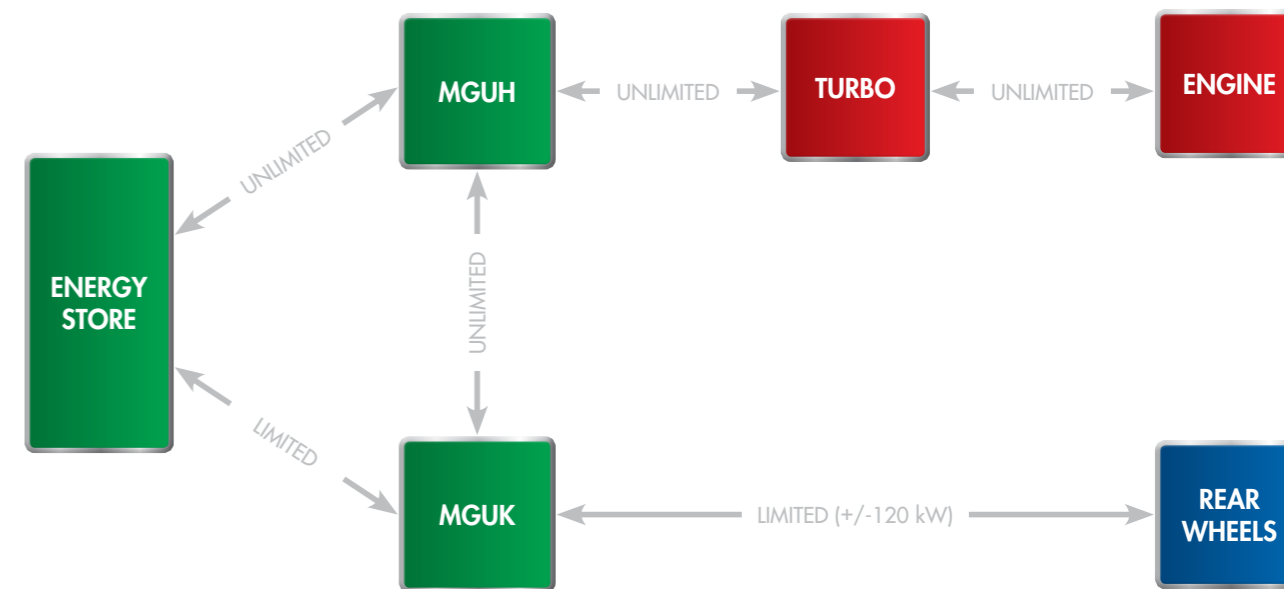 MGUH
UNLIMITED
TURBO
UNLIMITED
ENGINE
UNLIMITED
ENERGY
STORE
UNLIMITED
LIMITED
MGUK
LIMITED (+/-120 kW)
REAR
WHEELS